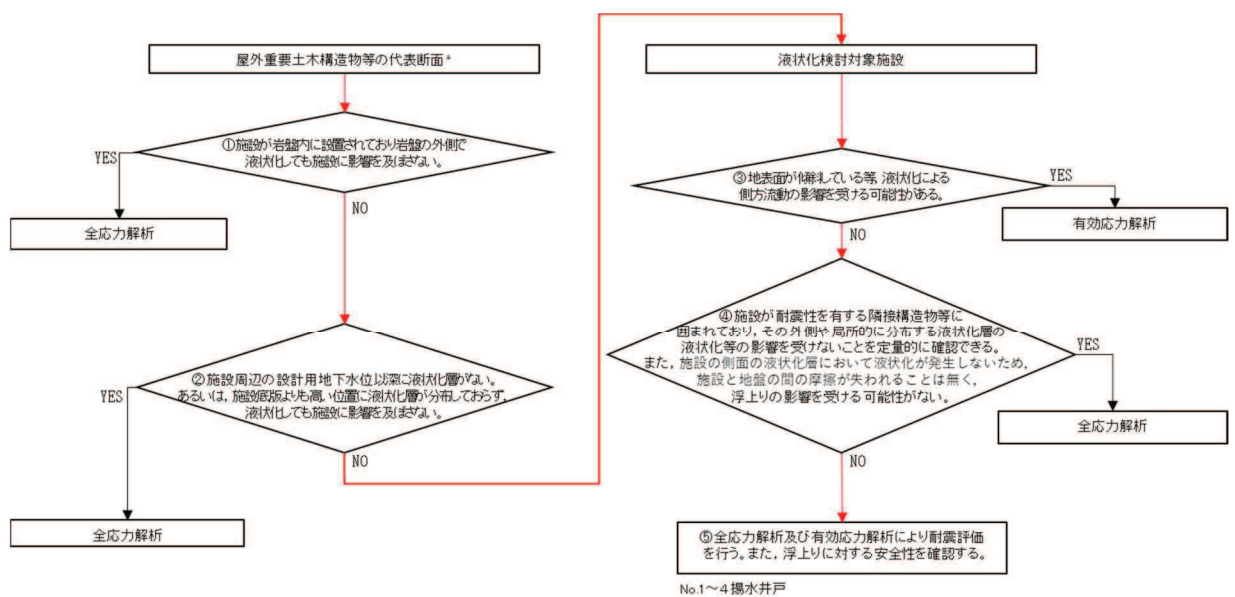 屋外重要土木構造物等の代表断面*
①施設が岩盤内に設置されており岩盤の外側で
液状化しても施設に影響を及ぼさない。
YES
NO
全応力解析
②施設周辺の設計用地下水位以深に液状化層がない。
あるいは,施設底版よりも高い位置に液状化層が分布しておらず,
液状化しても施設に影響を及ぼさない。
YES
NO
全応力解析
液状化検討対象施設
③地表面が傾斜している等,液状化による
側方流動の影響を受ける可能性がある。
YES
NO
有効応力解析
④施設が耐震性を有する隣接構造物等に
囲まれており,その外側や局所的に分布する液状化層の
液状化等の影響を受けないことを定量的に確認できる。
また,施設の側面の液状化層において液状化が発生しないため,
施設と地盤の間の摩擦が失われることは無く,
浮上りの影響を受ける可能性がない。
YES
NO
全応力解析
⑤全応力解析及び有効応力解析により耐震評価
を行う。また,浮上りに対する安全性を確認する。
No.1~4揚水井戸